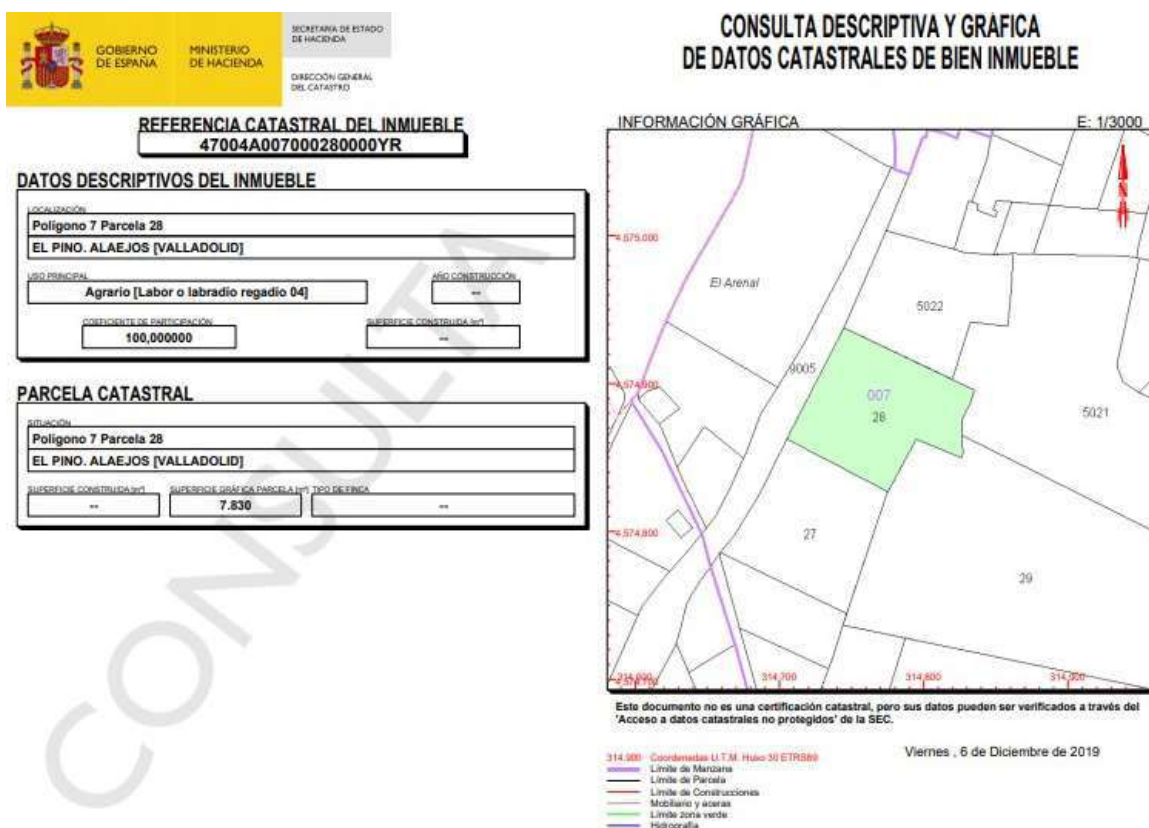 GOBIERNO
DE ESPAÑA
MINISTERIO
DE HACIENDA
SECRETARÍA DE ESTADO
DE HACIENDA
DIRECCIÓN GENERAL
DEL CATASTRO
CONSULTA DESCRIPTIVA Y GRÁFICA
DE DATOS CATASTRALES DE BIEN INMUEBLE
REFERENCIA CATASTRAL DEL INMUEBLE
47004A007000280000YR
DATOS DESCRIPTIVOS DEL INMUEBLE
LOCALIZACIÓN
Polígono 7 Parcela 28
EL PINO. ALAEJOS [VALLADOLID]
USO PRINCIPAL
Agrario [Labor o labradío regadío 04]
AÑO CONSTRUCCIÓN
--
COEFICIENTE DE PARTICIPACIÓN
100,000000
SUPERFICIE CONSTRUIDA [m²]
--
PARCELA CATASTRAL
SITUACIÓN
Polígono 7 Parcela 28
EL PINO. ALAEJOS [VALLADOLID]
SUPERFICIE CONSTRUIDA [m²]
--
SUPERFICIE GRÁFICA PARCELA [m²]
7.830
TIPO DE FINCA
--
CONSULTA
INFORMACIÓN GRÁFICA
E: 1/3000
4,575,000
El Arenal
5022
9005
4,574,900
007
28
5021
4,574,800
27
29
314,700
314,800
314,900
Este documento no es una certificación catastral, pero sus datos pueden ser verificados a través del
'Acceso a datos catastrales no protegidos' de la SEC.
314,900 Coordenadas U.T.M. Huso 30 ETRS89
Límite de Manzana
Límite de Parcela
Límite de Construcciones
Mobiliario y aceras
Límite zona verde
Hidrografía
Viernes , 6 de Diciembre de 2019